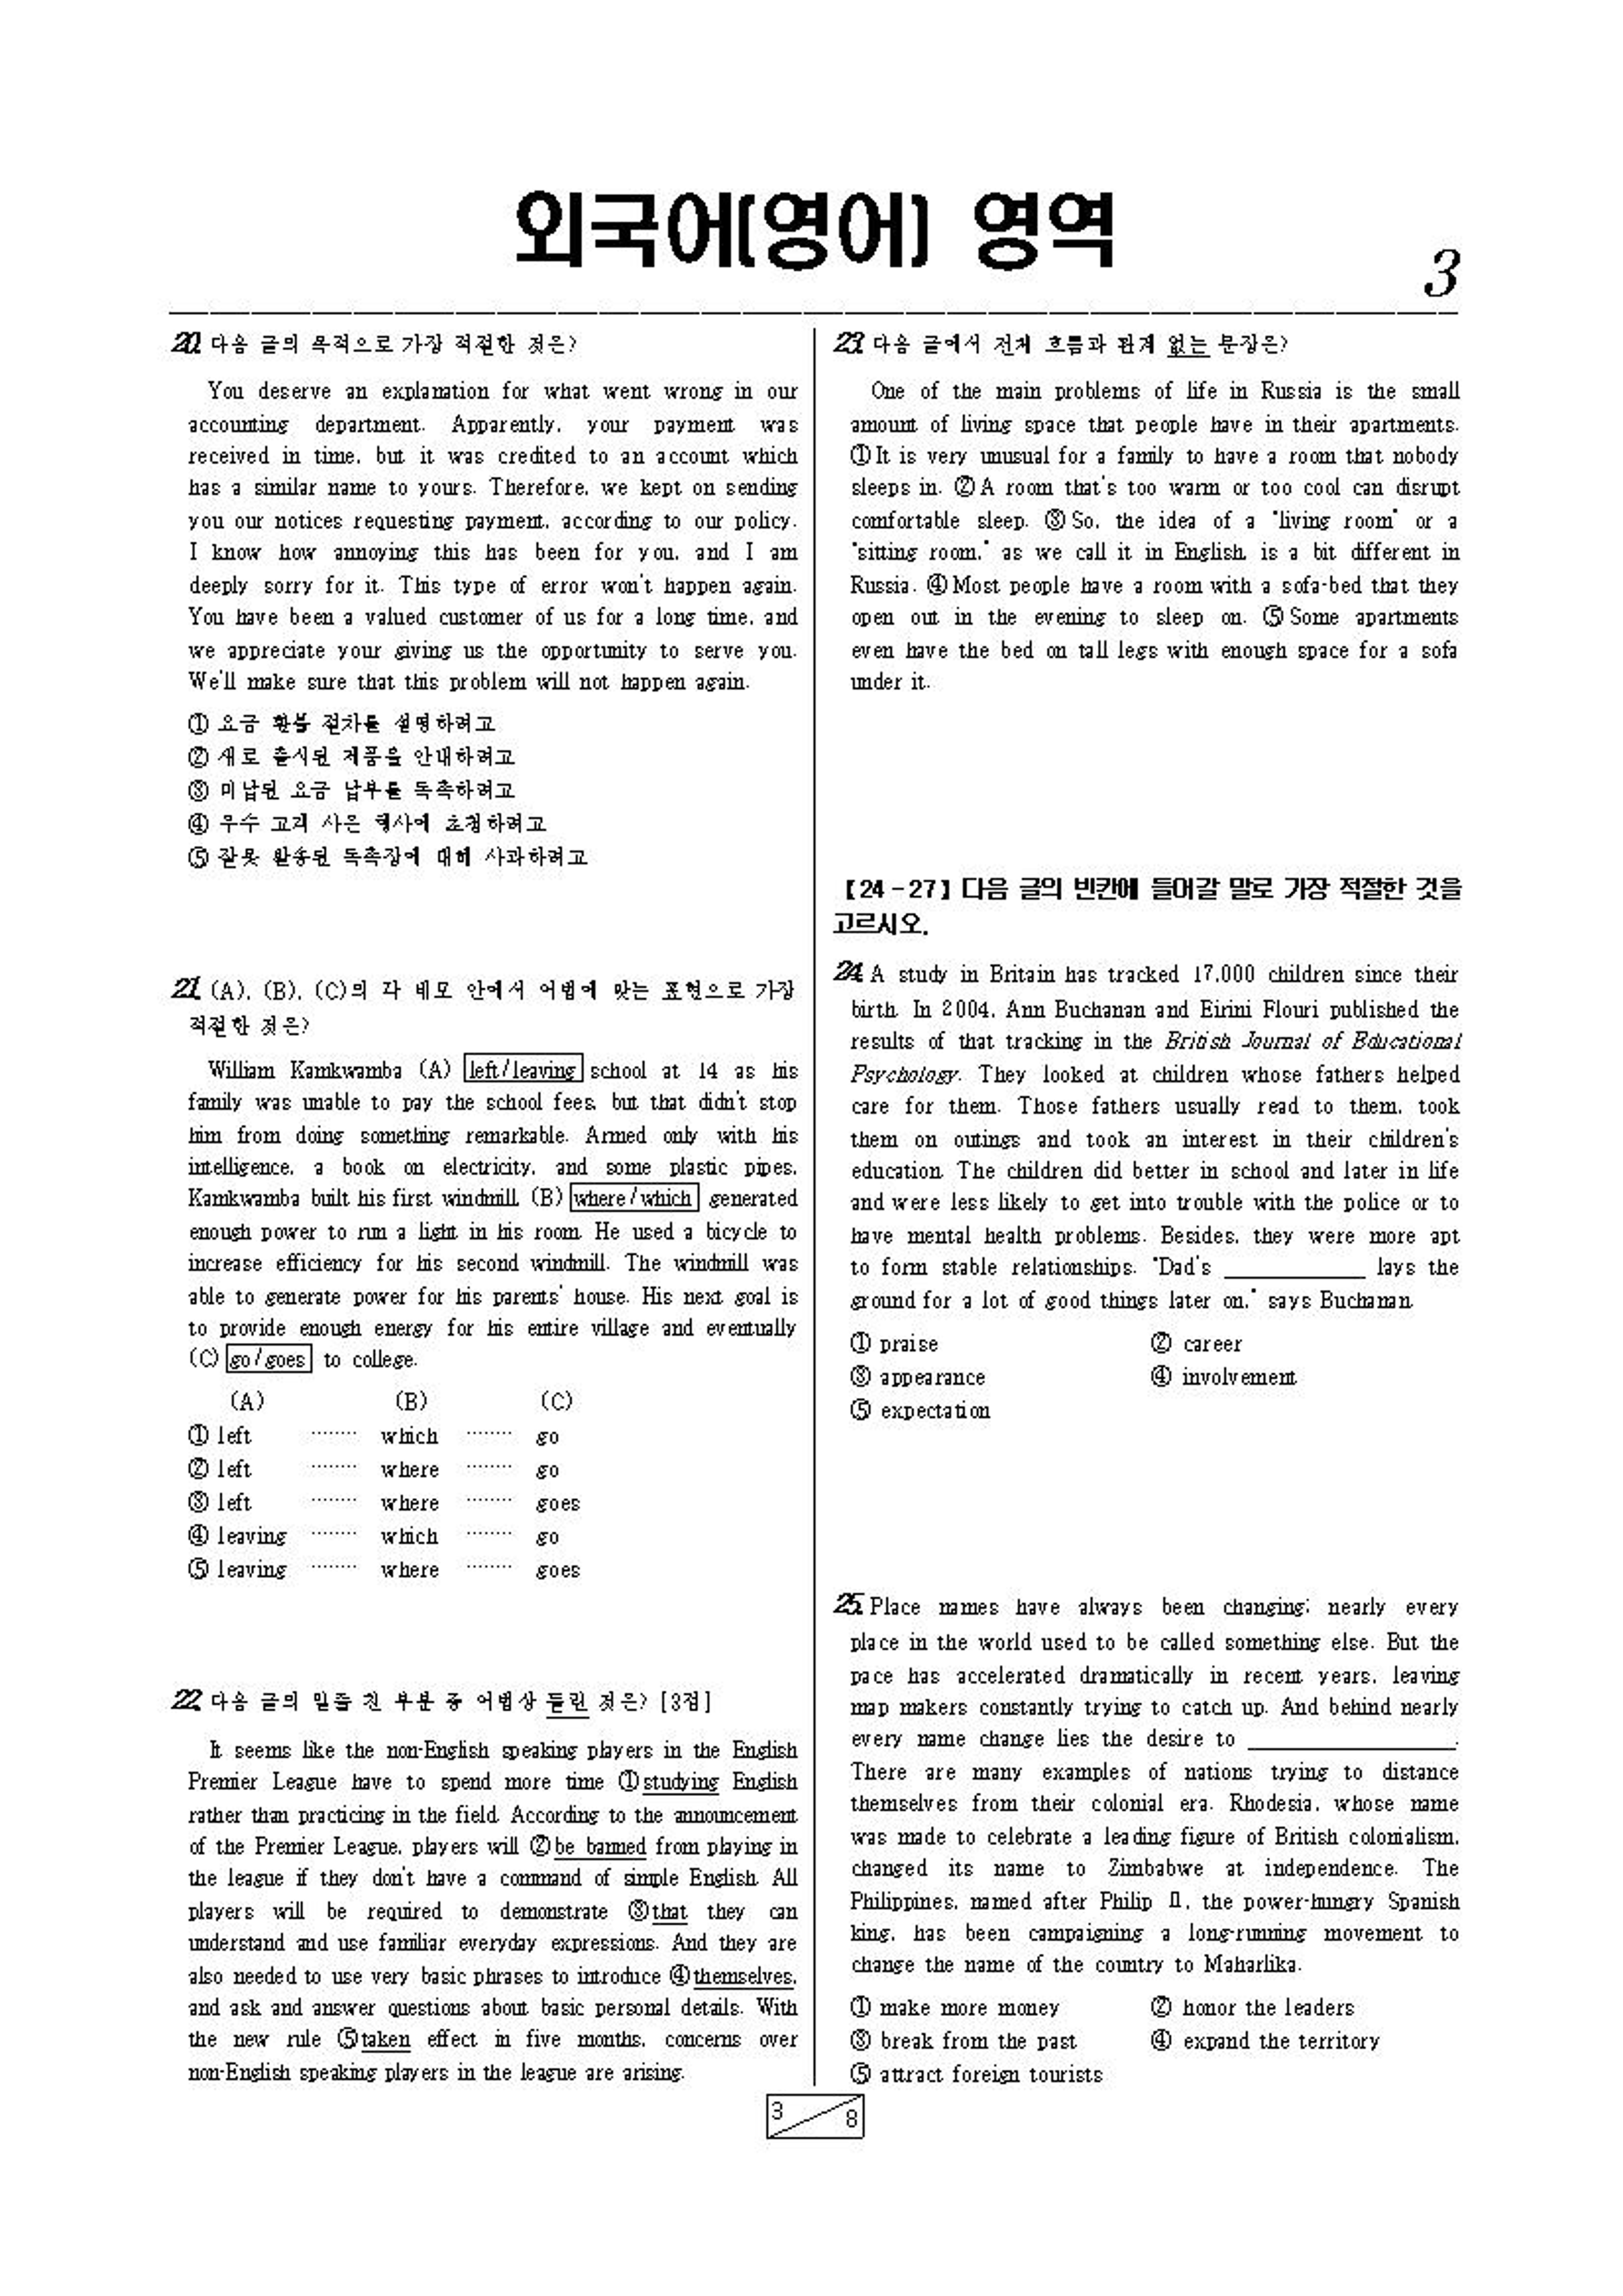 외국어(영어) 영역
3
20. 다음 글의 목적으로 가장 적절한 것은?
You deserve an explanation for what went wrong in our
accounting department. Apparently, your payment was
received in time, but it was credited to an account which
has a similar name to yours. Therefore, we kept on sending
you our notices requesting payment, according to our policy.
I know how annoying this has been for you, and I am
deeply sorry for it. This type of error won't happen again.
You have been a valued customer of us for a long time, and
we appreciate your giving us the opportunity to serve you.
We'll make sure that this problem will not happen again.
① 요금 환불 절차를 설명하려고
② 새로 출시된 제품을 안내하려고
③ 미납된 요금 납부를 독촉하려고
④ 우수 고객 사은 행사에 초청하려고
⑤ 잘못 발송된 독촉장에 대해 사과하려고
21. (A), (B), (C)의 각 네모 안에서 어법에 맞는 표현으로 가장
적절한 것은?
William Kamkwamba (A) left / leaving school at 14 as his
family was unable to pay the school fees, but that didn't stop
him from doing something remarkable. Armed only with his
intelligence, a book on electricity, and some plastic pipes,
Kamkwamba built his first windmill (B) where / which generated
enough power to run a light in his room. He used a bicycle to
increase efficiency for his second windmill. The windmill was
able to generate power for his parents' house. His next goal is
to provide enough energy for his entire village and eventually
(C) go / goes to college.
(A) (B) (C)
① left ········ which ········ go
② left ········ where ········ go
③ left ········ where ········ goes
④ leaving ········ which ········ go
⑤ leaving ········ where ········ goes
22. 다음 글의 밑줄 친 부분 중 어법상 틀린 것은? [3점]
It seems like the non-English speaking players in the English
Premier League have to spend more time ①studying English
rather than practicing in the field. According to the announcement
of the Premier League, players will ②be banned from playing in
the league if they don't have a command of simple English. All
players will be required to demonstrate ③that they can
understand and use familiar everyday expressions. And they are
also needed to use very basic phrases to introduce ④themselves,
and ask and answer questions about basic personal details. With
the new rule ⑤taken effect in five months, concerns over
non-English speaking players in the league are arising.
23. 다음 글에서 전체 흐름과 관계 없는 문장은?
One of the main problems of life in Russia is the small
amount of living space that people have in their apartments.
①It is very unusual for a family to have a room that nobody
sleeps in. ②A room that's too warm or too cool can disrupt
comfortable sleep. ③So, the idea of a "living room" or a
"sitting room," as we call it in English, is a bit different in
Russia. ④Most people have a room with a sofa-bed that they
open out in the evening to sleep on. ⑤Some apartments
even have the bed on tall legs with enough space for a sofa
under it.
[24-27] 다음 글의 빈칸에 들어갈 말로 가장 적절한 것을
고르시오.
24. A study in Britain has tracked 17,000 children since their
birth. In 2004, Ann Buchanan and Eirini Flouri published the
results of that tracking in the British Journal of Educational
Psychology. They looked at children whose fathers helped
care for them. Those fathers usually read to them, took
them on outings and took an interest in their children's
education. The children did better in school and later in life
and were less likely to get into trouble with the police or to
have mental health problems. Besides, they were more apt
to form stable relationships. "Dad's ____________ lays the
ground for a lot of good things later on," says Buchanan.
① praise ② career
③ appearance ④ involvement
⑤ expectation
25. Place names have always been changing; nearly every
place in the world used to be called something else. But the
pace has accelerated dramatically in recent years, leaving
map makers constantly trying to catch up. And behind nearly
every name change lies the desire to __________________.
There are many examples of nations trying to distance
themselves from their colonial era. Rhodesia, whose name
was made to celebrate a leading figure of British colonialism,
changed its name to Zimbabwe at independence. The
Philippines, named after Philip Ⅱ, the power-hungry Spanish
king, has been campaigning a long-running movement to
change the name of the country to Maharlika.
① make more money ② honor the leaders
③ break from the past ④ expand the territory
⑤ attract foreign tourists
3 8